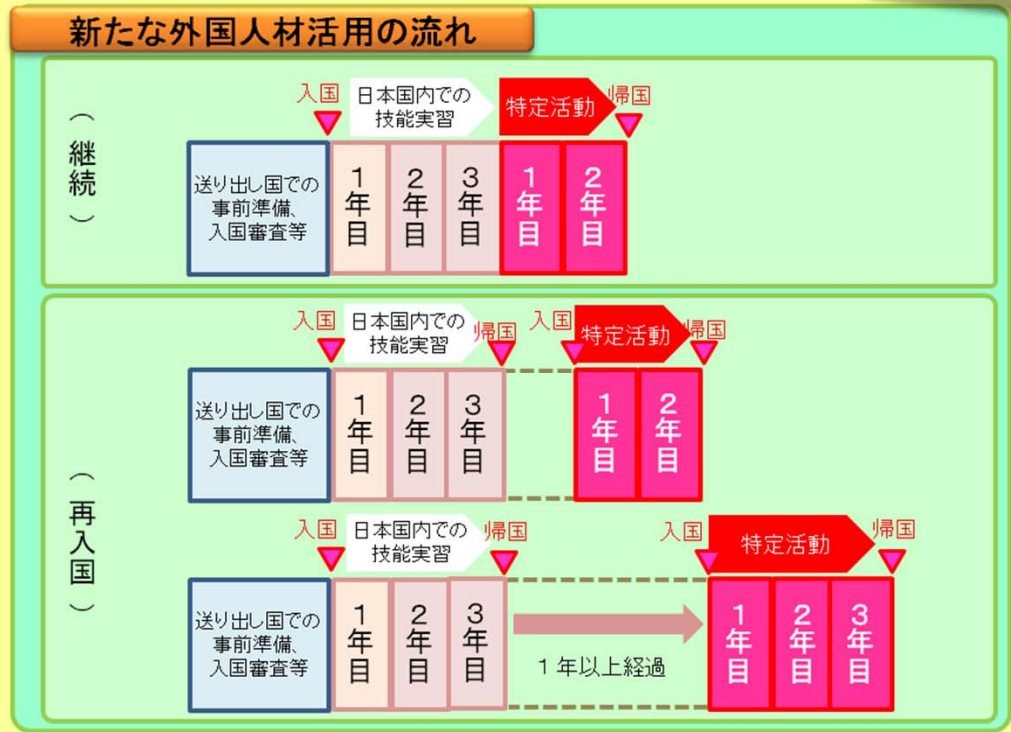 新たな外国人材活用の流れ
（継続）
入国
日本国内での
技能実習
特定活動
帰国
送り出し国での
事前準備、
入国審査等
1年目
2年目
3年目
1年目
2年目
（再入国）
入国
日本国内での
技能実習
帰国
入国
特定活動
帰国
送り出し国での
事前準備、
入国審査等
1年目
2年目
3年目
1年目
2年目
入国
日本国内での
技能実習
帰国
入国
特定活動
帰国
送り出し国での
事前準備、
入国審査等
1年目
2年目
3年目
1年以上経過
1年目
2年目
3年目